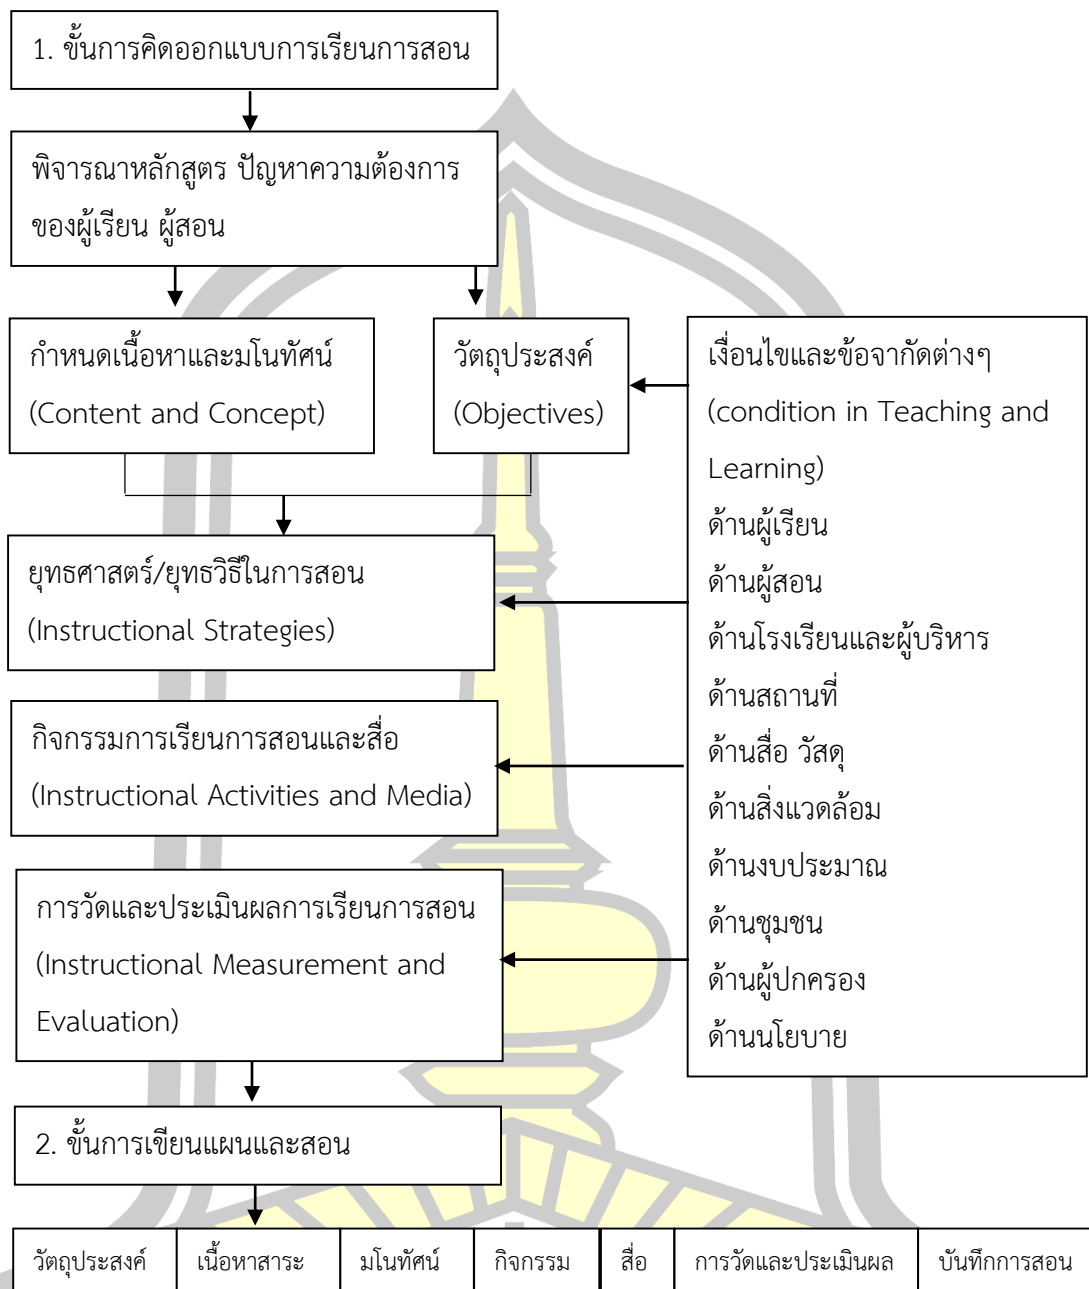 1. ขั้นการคิดออกแบบการเรียนการสอน
พิจารณาหลักสูตร ปัญหาความต้องการ
ของผู้เรียน ผู้สอน
กำหนดเนื้อหาและมโนทัศน์
(Content and Concept)
วัตถุประสงค์
(Objectives)
เงื่อนไขและข้อจากัดต่างๆ
(condition in Teaching and
Learning)
ด้านผู้เรียน
ด้านผู้สอน
ด้านโรงเรียนและผู้บริหาร
ด้านสถานที่
ด้านสื่อ วัสดุ
ด้านสิ่งแวดล้อม
ด้านงบประมาณ
ด้านชุมชน
ด้านผู้ปกครอง
ด้านนโยบาย
ยุทธศาสตร์/ยุทธวิธีในการสอน
(Instructional Strategies)
กิจกรรมการเรียนการสอนและสื่อ
(Instructional Activities and Media)
การวัดและประเมินผลการเรียนการสอน
(Instructional Measurement and
Evaluation)
2. ขั้นการเขียนแผนและสอน
วัตถุประสงค์ เนื้อหาสาระ มโนทัศน์ กิจกรรม สื่อ การวัดและประเมินผล บันทึกการสอน